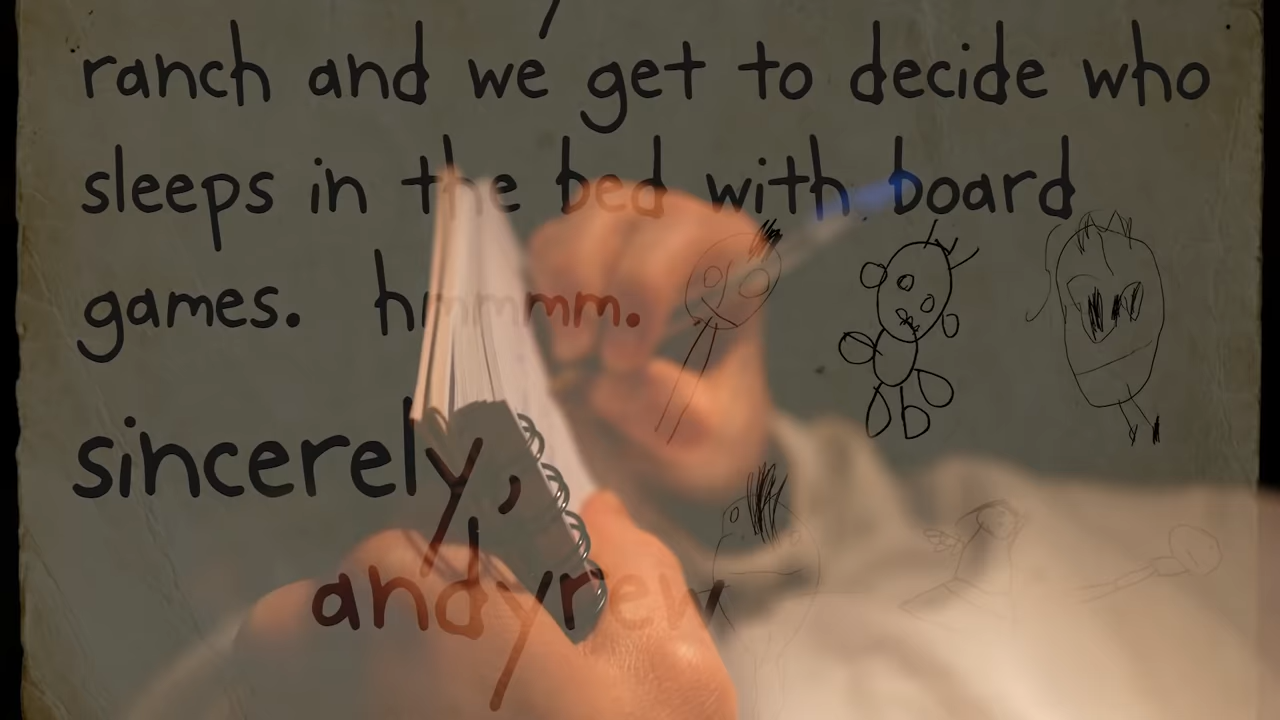 ranch and we get to decide who
sleeps in the bed with board
games. hmmmm.
sincerely,
andyrew